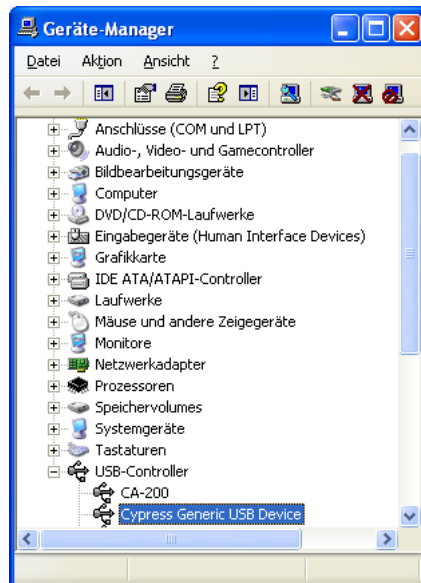 Geräte-Manager
Datei Aktion Ansicht ?
Anschlüsse (COM und LPT)
Audio-, Video- und Gamecontroller
Bildbearbeitungsgeräte
Computer
DVD/CD-ROM-Laufwerke
Eingabegeräte (Human Interface Devices)
Grafikkarte
IDE ATA/ATAPI-Controller
Laufwerke
Mäuse und andere Zeigegeräte
Monitore
Netzwerkadapter
Prozessoren
Speichervolumes
Systemgeräte
Tastaturen
USB-Controller
CA-200
Cypress Generic USB Device